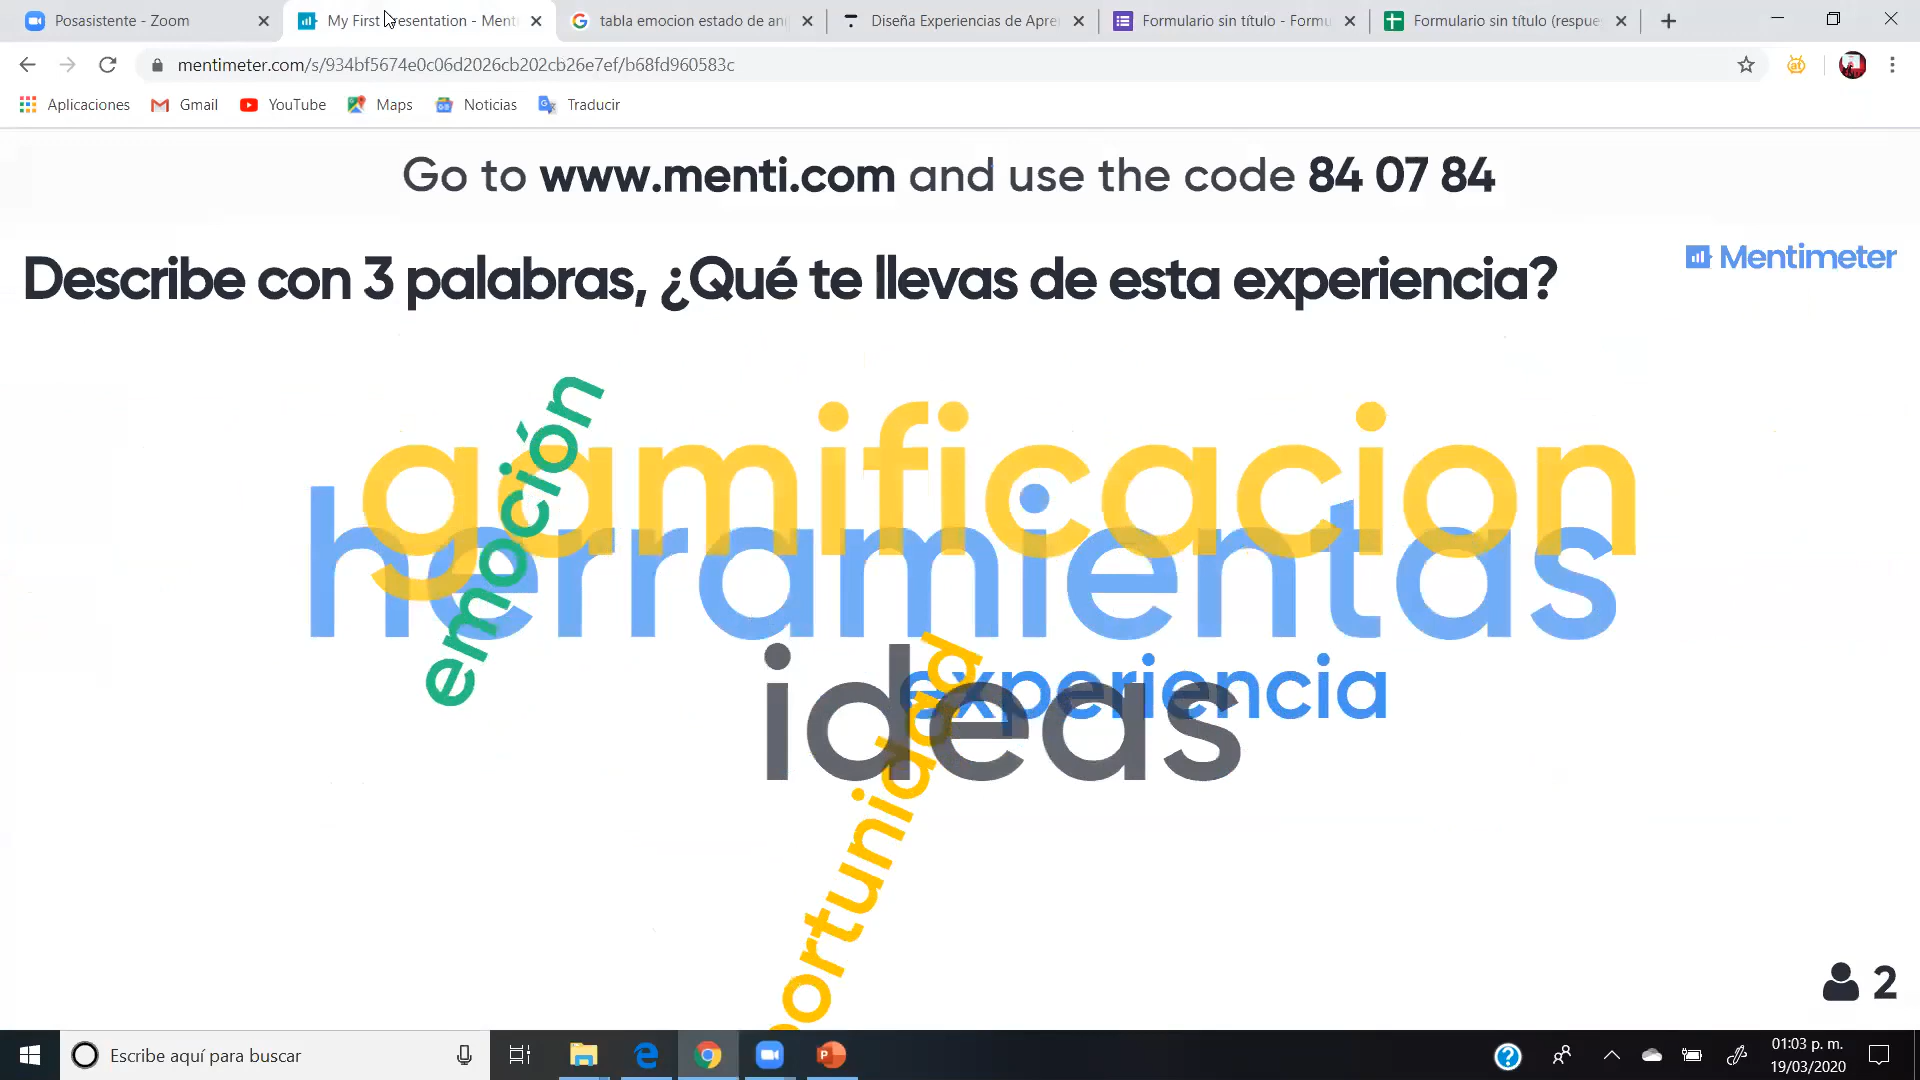 Posasistente - Zoom
My First Presentation - Menti
tabla emocion estado de an
Diseña Experiencias de Apre
Formulario sin título - Formu
Formulario sin título (respues
mentimeter.com/s/934bf5674e0c06d2026cb202cb26e7ef/b68fd960583c
Aplicaciones
Gmail
YouTube
Maps
Noticias
Traducir
Go to www.menti.com and use the code 84 07 84
Describe con 3 palabras, ¿Qué te llevas de esta experiencia?
Mentimeter
emoción
gamificacion
herramientas
experiencia
ideas
portunidad
2
Escribe aquí para buscar
01:03 p. m.
19/03/2020